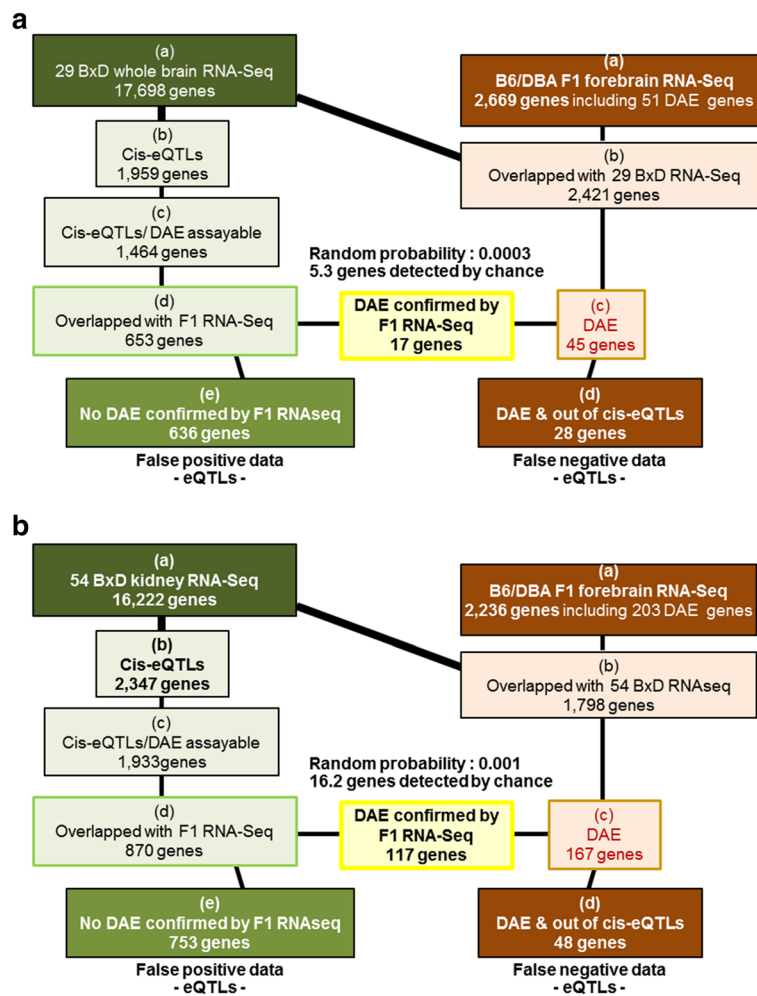 a
(a)
29 BxD whole brain RNA-Seq
17,698 genes
(a)
B6/DBA F1 forebrain RNA-Seq
2,669 genes including 51 DAE genes
(b)
Cis-eQTLs
1,959 genes
(b)
Overlapped with 29 BxD RNA-Seq
2,421 genes
(c)
Cis-eQTLs/ DAE assayable
1,464 genes
Random probability : 0.0003
5.3 genes detected by chance
(d)
Overlapped with F1 RNA-Seq
653 genes
DAE confirmed by
F1 RNA-Seq
17 genes
(c)
DAE
45 genes
(e)
No DAE confirmed by F1 RNAseq
636 genes
(d)
DAE & out of cis-eQTLs
28 genes
False positive data
- eQTLs -
False negative data
- eQTLs -
b
(a)
54 BxD kidney RNA-Seq
16,222 genes
(a)
B6/DBA F1 forebrain RNA-Seq
2,236 genes including 203 DAE genes
(b)
Cis-eQTLs
2,347 genes
(b)
Overlapped with 54 BxD RNAseq
1,798 genes
(c)
Cis-eQTLs/DAE assayable
1,933genes
Random probability : 0.001
16.2 genes detected by chance
(d)
Overlapped with F1 RNA-Seq
870 genes
DAE confirmed by
F1 RNA-Seq
117 genes
(c)
DAE
167 genes
(e)
No DAE confirmed by F1 RNAseq
753 genes
(d)
DAE & out of cis-eQTLs
48 genes
False positive data
- eQTLs -
False negative data
- eQTLs -